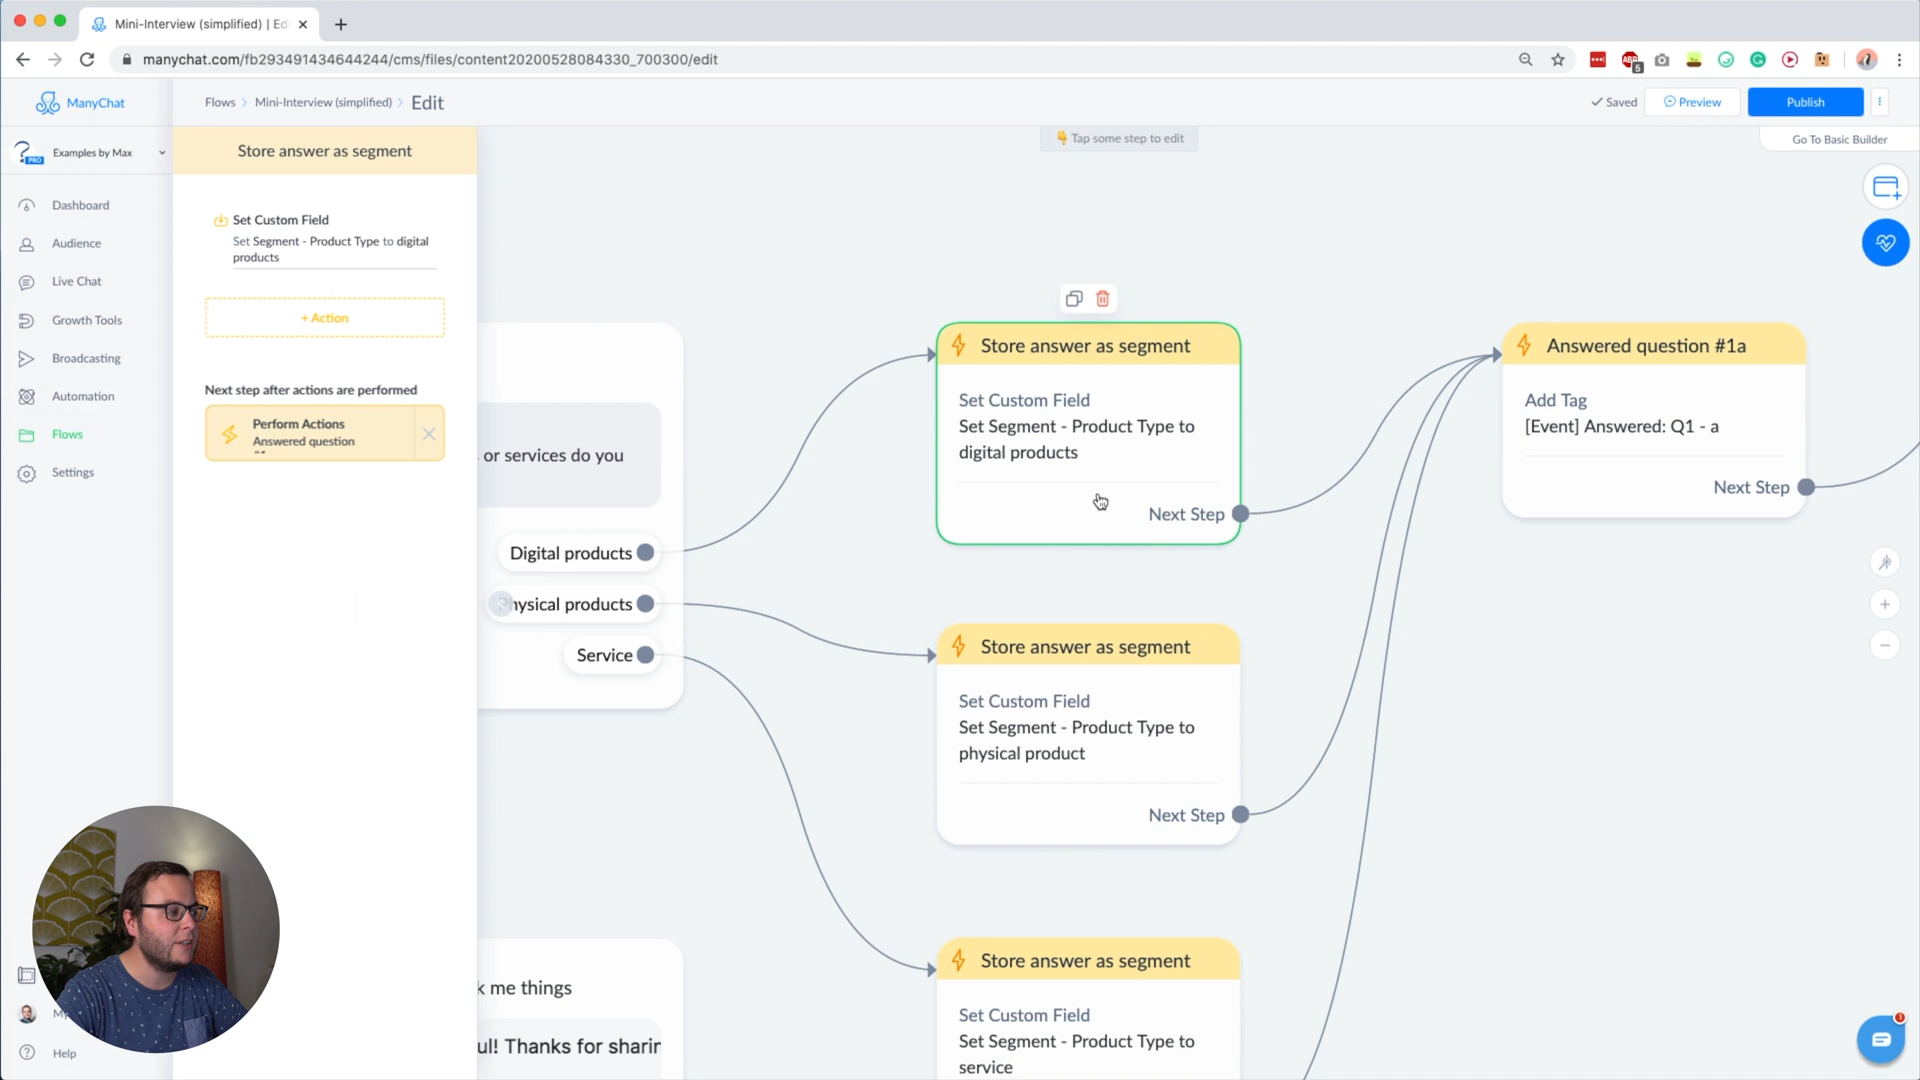 Mini-Interview (simplified) | Ed
manychat.com/fb293491434644244/cms/files/content20200528084330_700300/edit
ABP
5
ManyChat
Flows
Mini-Interview (simplified)
Edit
Saved
Preview
Publish
👇 Tap some step to edit
Go To Basic Builder
PRO
Examples by Max
Dashboard
Audience
Live Chat
Growth Tools
Broadcasting
Automation
Flows
Settings
My
Help
Store answer as segment
Set Custom Field
Set Segment - Product Type to digital
products
+ Action
Next step after actions are performed
Perform Actions
Answered question
or services do you
Digital products
Physical products
Service
k me things
ul! Thanks for sharin
Store answer as segment
Set Custom Field
Set Segment - Product Type to
digital products
Next Step
Store answer as segment
Set Custom Field
Set Segment - Product Type to
physical product
Next Step
Store answer as segment
Set Custom Field
Set Segment - Product Type to
service
Answered question #1a
Add Tag
[Event] Answered: Q1 - a
Next Step
1